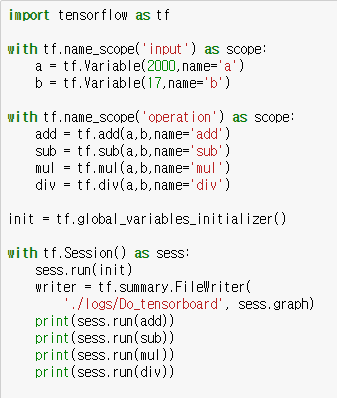 import tensorflow as tf
with tf.name_scope('input') as scope:
a = tf.Variable(2000,name='a')
b = tf.Variable(17,name='b')
with tf.name_scope('operation') as scope:
add = tf.add(a,b,name='add')
sub = tf.sub(a,b,name='sub')
mul = tf.mul(a,b,name='mul')
div = tf.div(a,b,name='div')
init = tf.global_variables_initializer()
with tf.Session() as sess:
sess.run(init)
writer = tf.summary.FileWriter(
'./logs/Do_tensorboard', sess.graph)
print(sess.run(add))
print(sess.run(sub))
print(sess.run(mul))
print(sess.run(div))